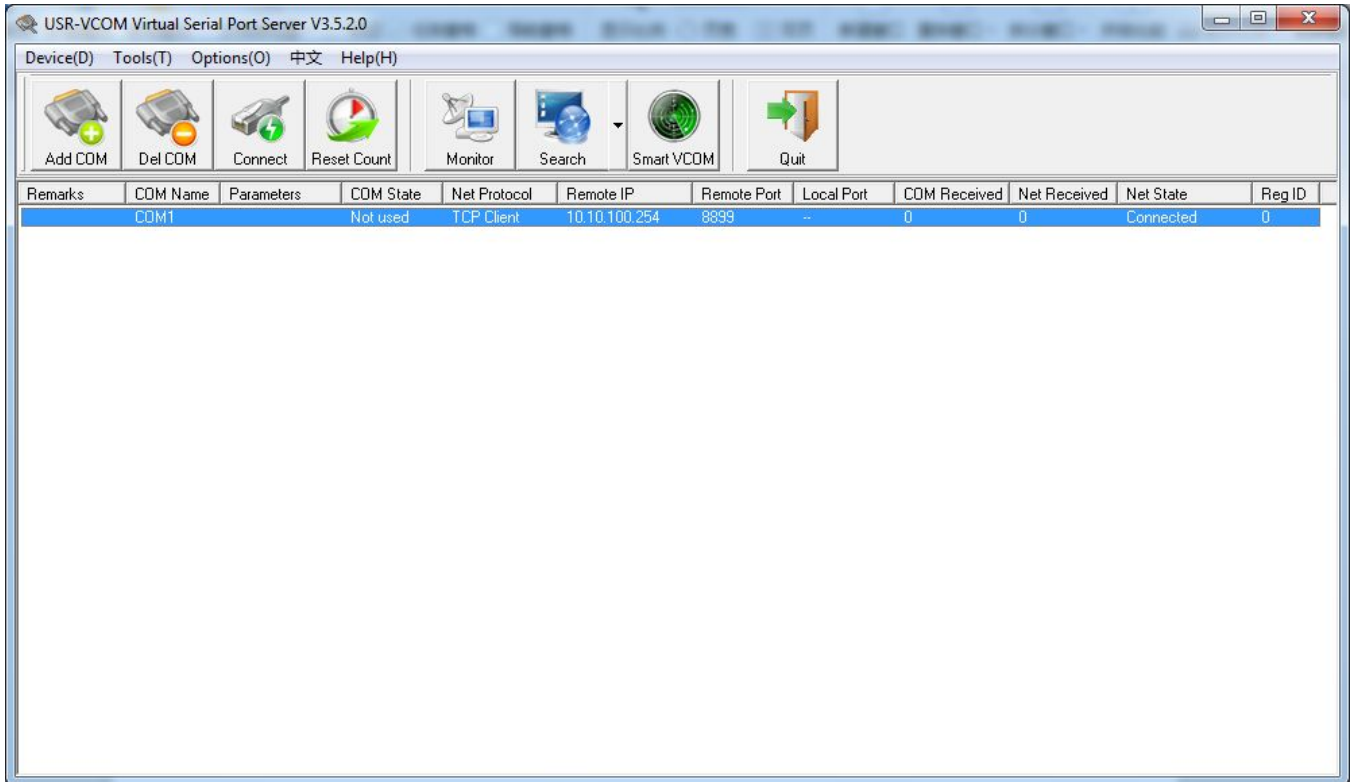 USR-VCOM Virtual Serial Port Server V3.5.2.0
Device(D) Tools(T) Options(O) 中文 Help(H)
Add COM Del COM Connect Reset Count Monitor Search Smart VCOM Quit
Remarks COM Name Parameters COM State Net Protocol Remote IP Remote Port Local Port COM Received Net Received Net State Reg ID
COM1 Not used TCP Client 10.10.100.254 8899 -- 0 0 Connected 0